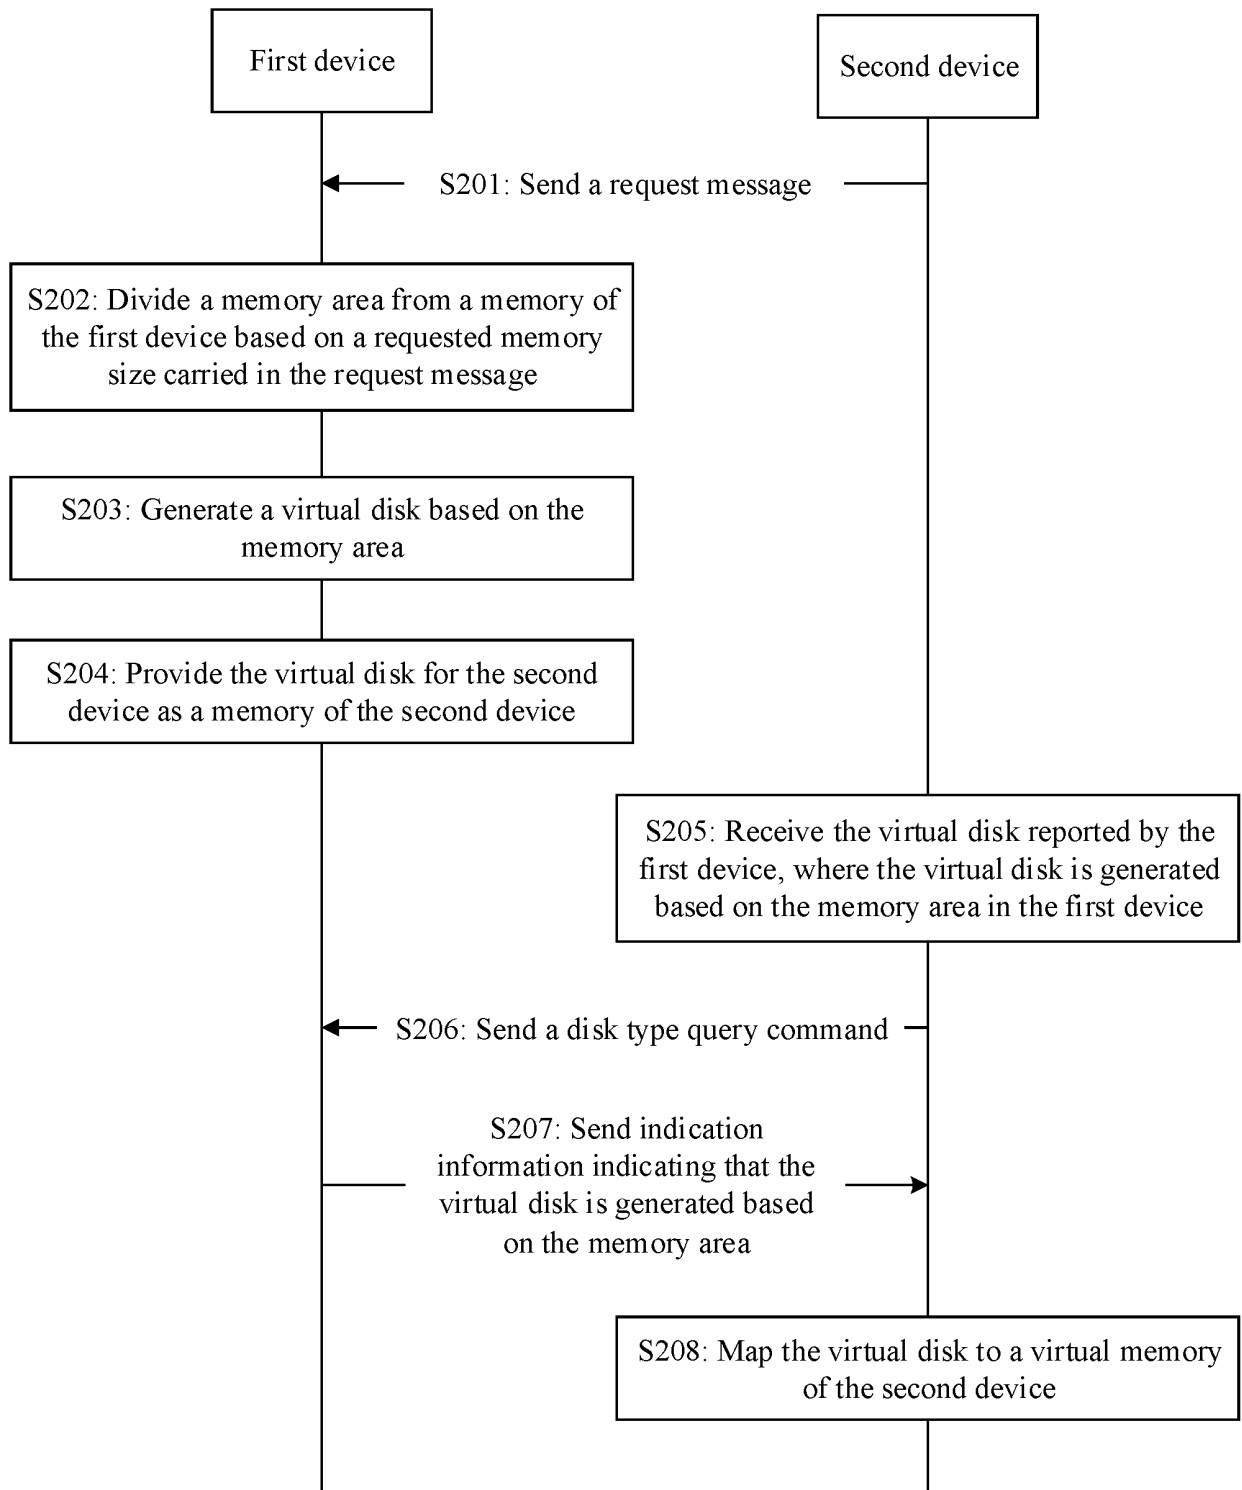 First device
Second device
S201: Send a request message
S202: Divide a memory area from a memory of
the first device based on a requested memory
size carried in the request message
S203: Generate a virtual disk based on the
memory area
S204: Provide the virtual disk for the second
device as a memory of the second device
S205: Receive the virtual disk reported by the
first device, where the virtual disk is generated
based on the memory area in the first device
S206: Send a disk type query command
S207: Send indication
information indicating that the
virtual disk is generated based
on the memory area
S208: Map the virtual disk to a virtual memory
of the second device